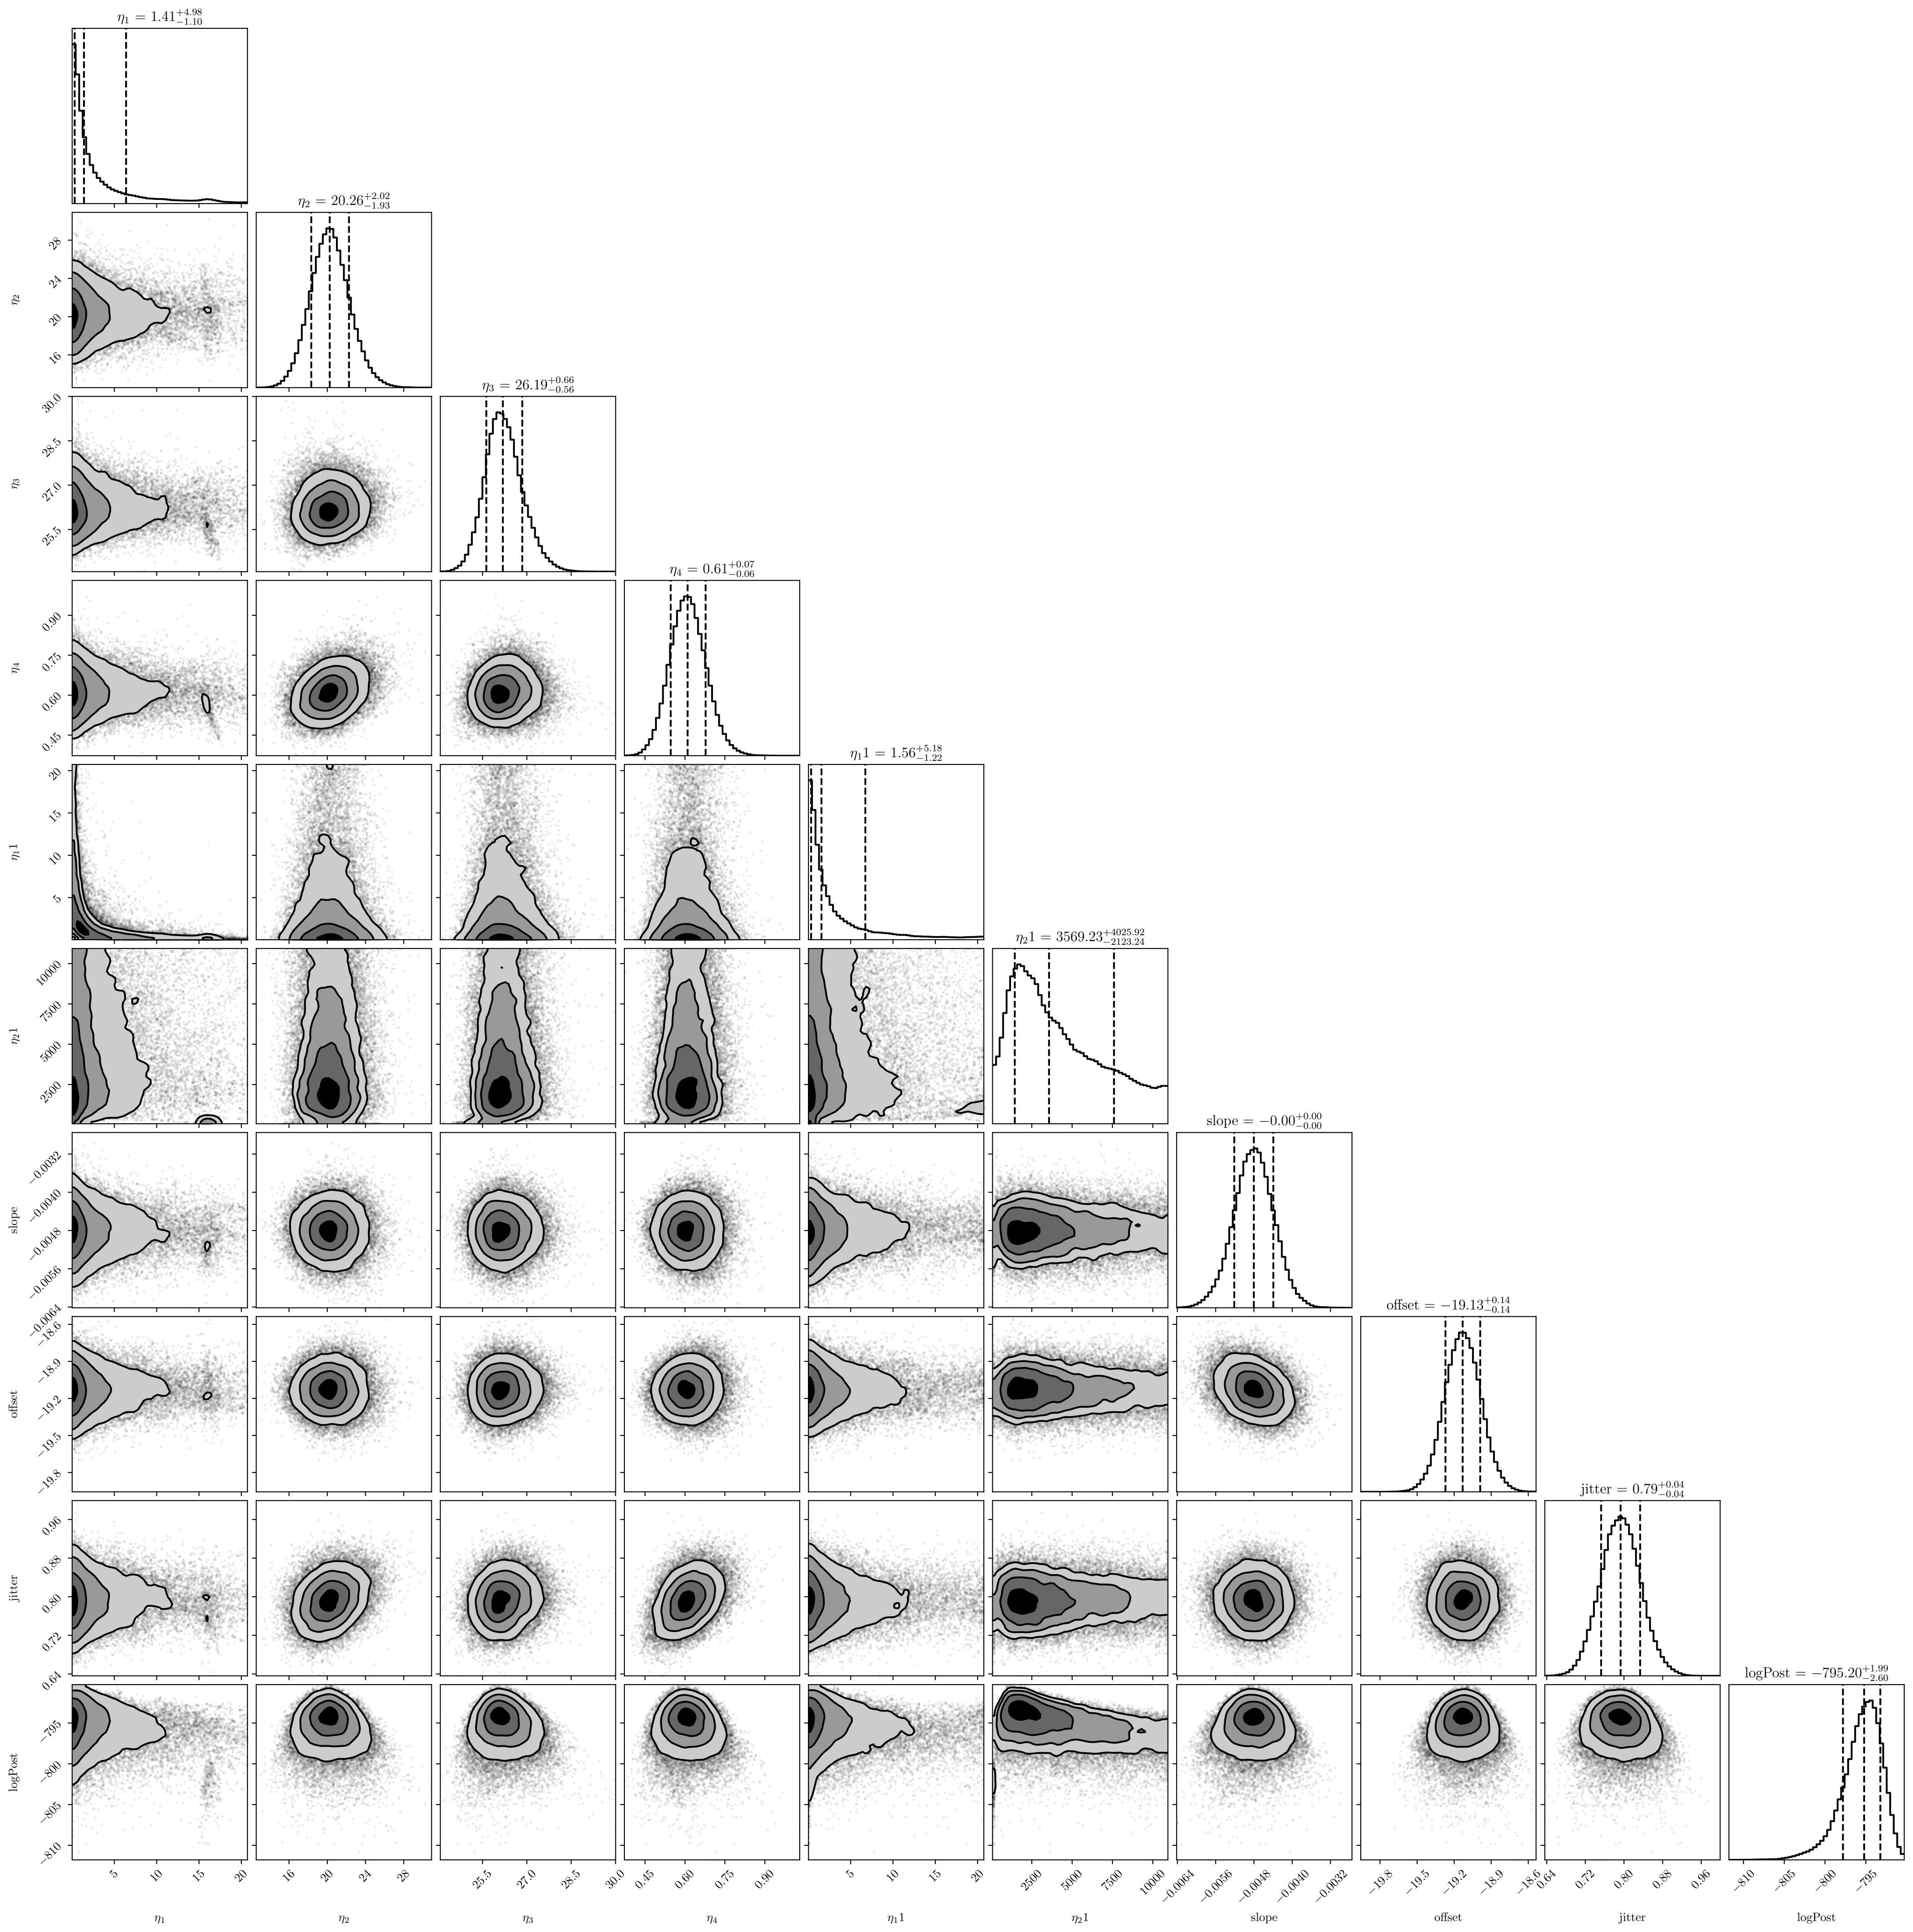 η₁ = 1.41 +4.98 −1.10
η₂ = 20.26 +2.02 −1.93
28
24
20
16
η₂
η₃ = 26.19 +0.66 −0.56
30.0
28.5
27.0
25.5
η₃
η₄ = 0.61 +0.07 −0.06
0.90
0.75
0.60
0.45
η₄
η₁1 = 1.56 +5.18 −1.22
20
15
10
5
η₁1
η₂1 = 3569.23 +4025.92 −2123.24
10000
7500
5000
2500
η₂1
slope = −0.00 +0.00 −0.00
−0.0032
−0.0040
−0.0048
−0.0056
−0.0064
slope
offset = −19.13 +0.14 −0.14
−18.6
−18.9
−19.2
−19.5
−19.8
offset
jitter = 0.79 +0.04 −0.04
0.96
0.88
0.80
0.72
0.64
jitter
logPost = −795.20 +1.99 −2.60
−795
−800
−805
−810
logPost
5 10 15 20 16 20 24 28 25.5 27.0 28.5 30.0 0.45 0.60 0.75 0.90 5 10 15 20 2500 5000 7500 10000 −0.0064 −0.0056 −0.0048 −0.0040 −0.0032 −19.8 −19.5 −19.2 −18.9 −18.6 0.64 0.72 0.80 0.88 0.96 −810 −805 −800 −795
η₁ η₂ η₃ η₄ η₁1 η₂1 slope offset jitter logPost